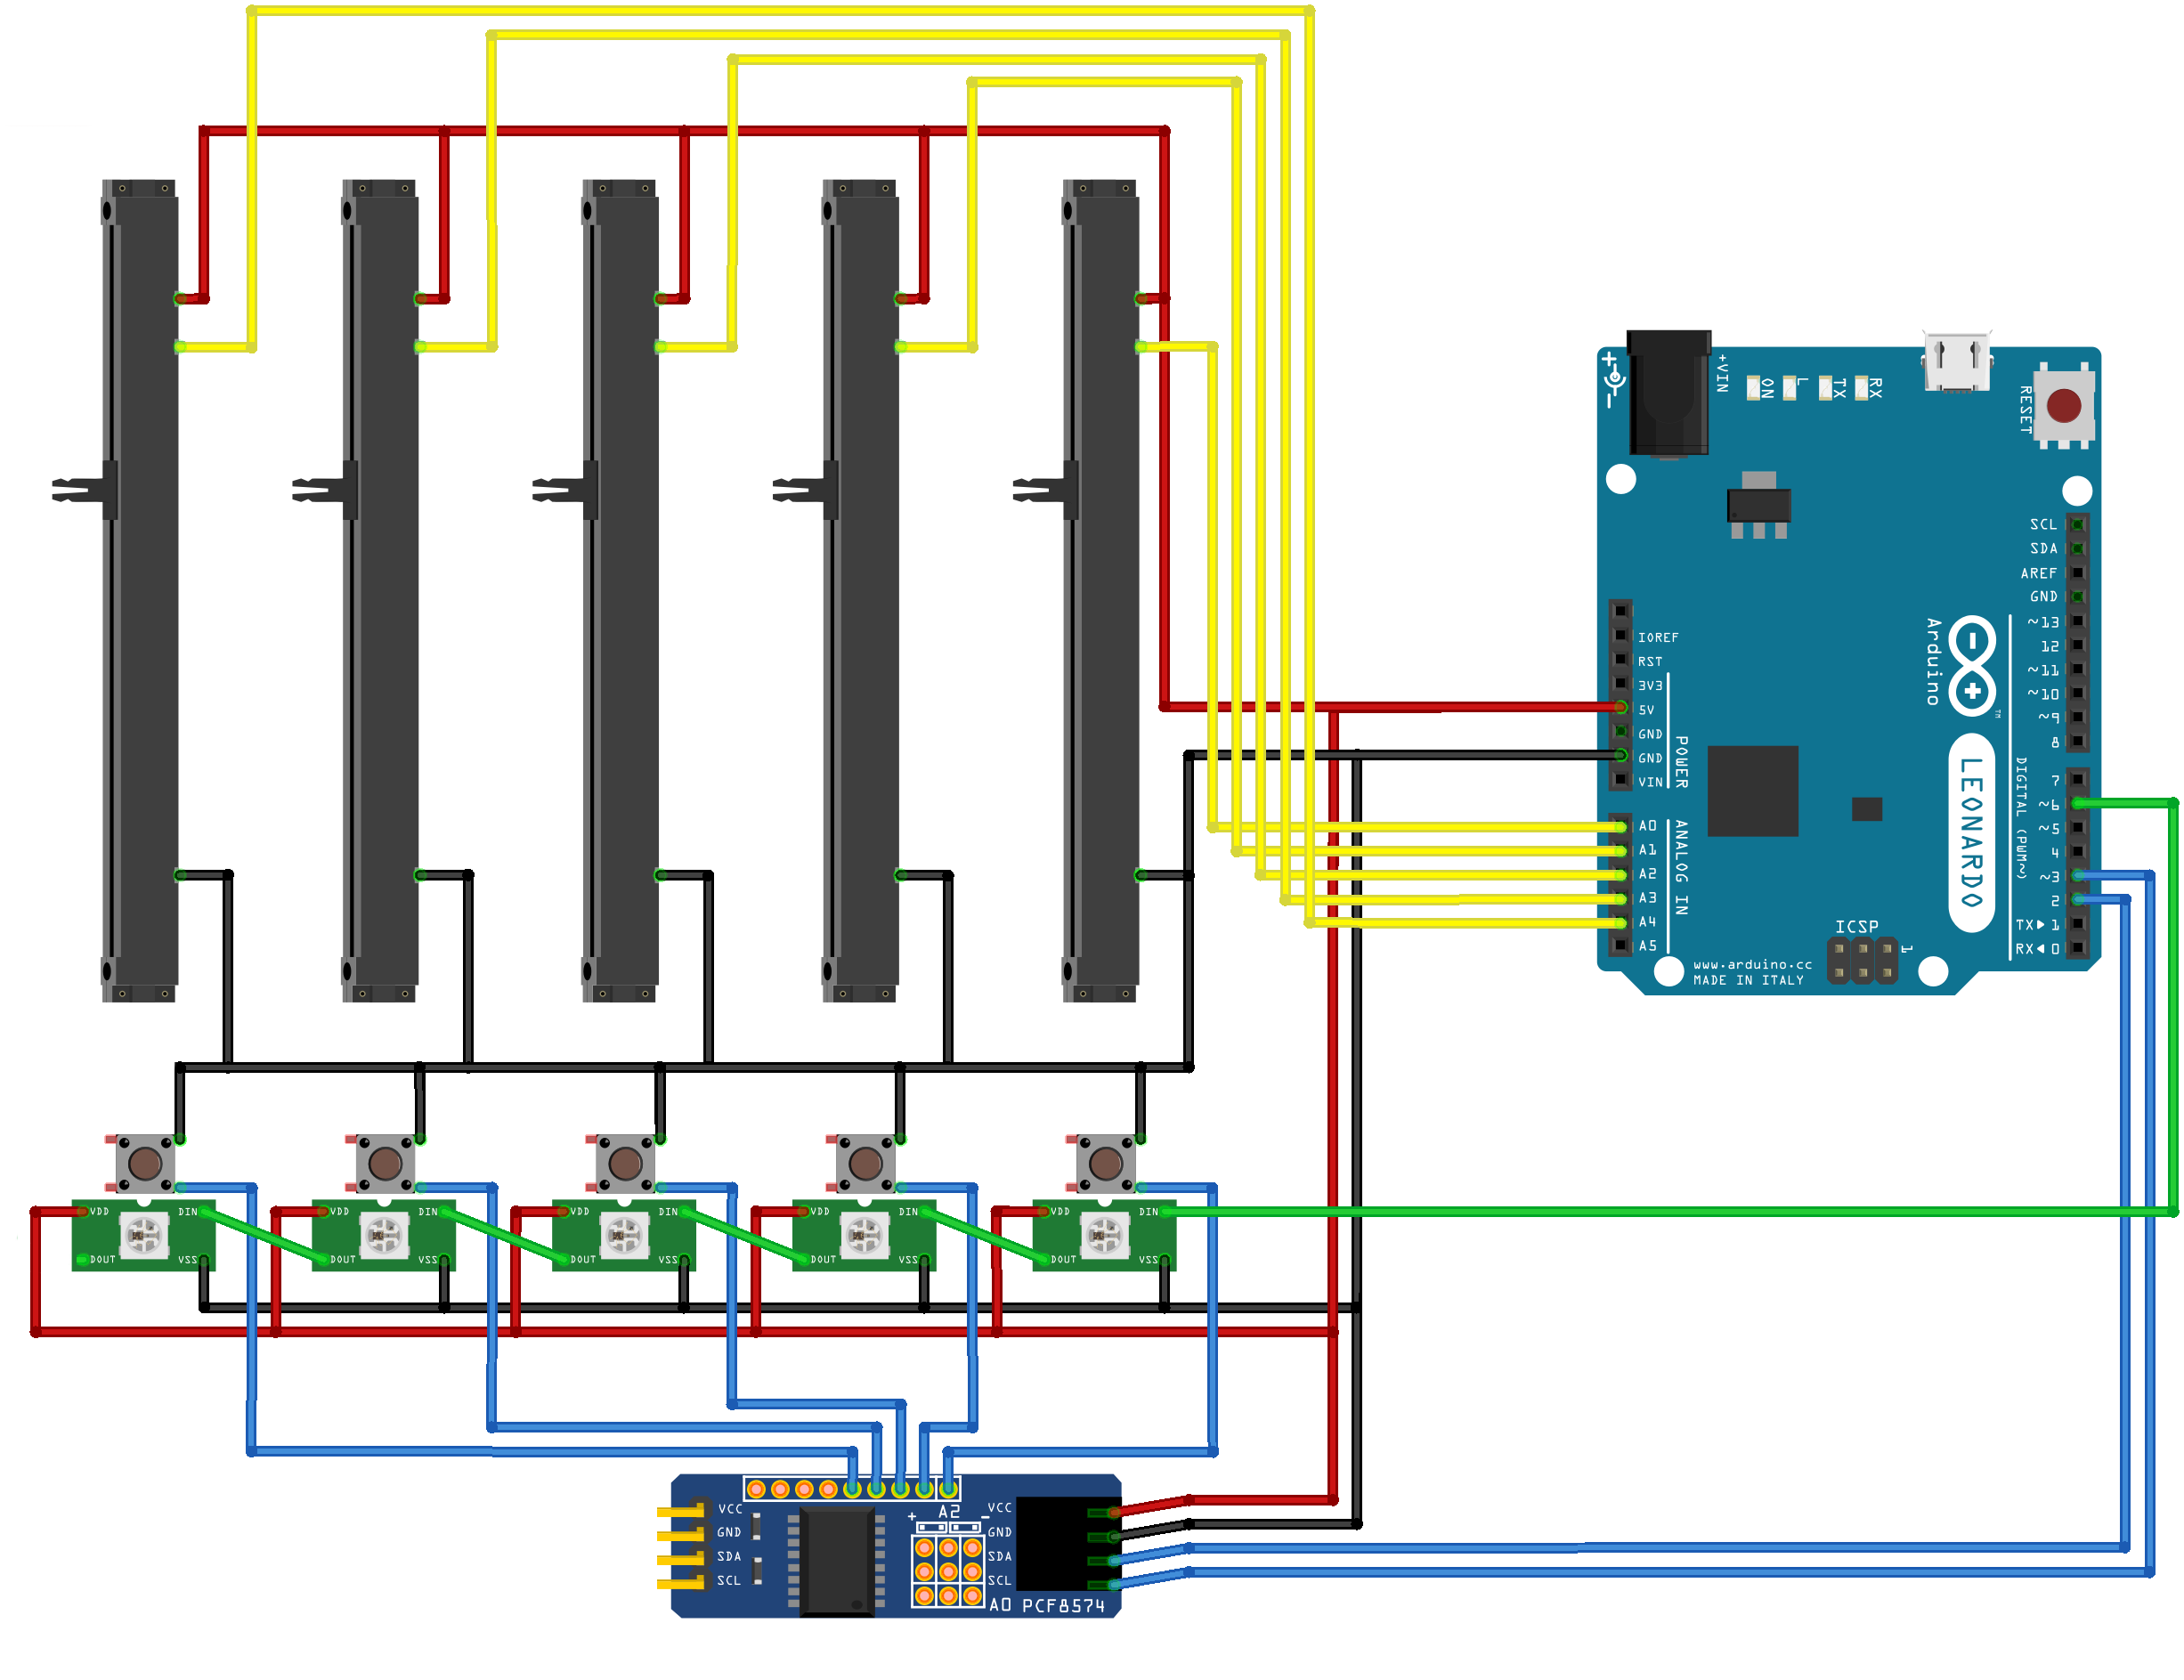 +VIN
ON
L
TX
RX
RESET
SCL
SDA
AREF
GND
~13
12
~11
~10
~9
8
7
~6
~5
4
~3
2
TX▶ 1
RX◀ 0
DIGITAL (PWM~)
IOREF
RST
3V3
5V
GND
GND
VIN
POWER
A0
A1
A2
A3
A4
A5
ANALOG IN
Arduino
TM
LEONARDO
ICSP
1
www.arduino.cc
MADE IN ITALY
VDD DIN
DOUT VSS
VDD DIN
DOUT VSS
VDD DIN
DOUT VSS
VDD DIN
DOUT VSS
VDD DIN
DOUT VSS
VCC
GND
SDA
SCL
A2
+ -
VCC
GND
SDA
SCL
A0 PCF8574